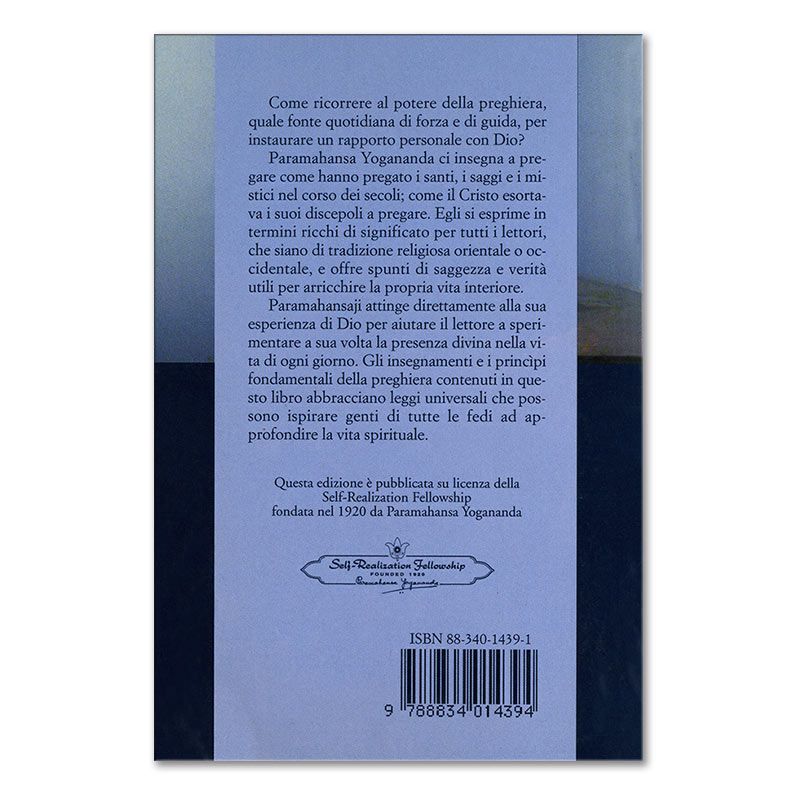 Come ricorrere al potere della preghiera,
quale fonte quotidiana di forza e di guida, per
instaurare un rapporto personale con Dio?
Paramahansa Yogananda ci insegna a pre-
gare come hanno pregato i santi, i saggi e i mi-
stici nel corso dei secoli; come il Cristo esorta-
va i suoi discepoli a pregare. Egli si esprime in
termini ricchi di significato per tutti i lettori,
che siano di tradizione religiosa orientale o oc-
cidentale, e offre spunti di saggezza e verità
utili per arricchire la propria vita interiore.
Paramahansaji attinge direttamente alla sua
esperienza di Dio per aiutare il lettore a speri-
mentare a sua volta la presenza divina nella vi-
ta di ogni giorno. Gli insegnamenti e i princìpi
fondamentali della preghiera contenuti in que-
sto libro abbracciano leggi universali che pos-
sono ispirare genti di tutte le fedi ad ap-
profondire la vita spirituale.
Questa edizione è pubblicata su licenza della
Self-Realization Fellowship
fondata nel 1920 da Paramahansa Yogananda
Self-Realization Fellowship
FOUNDED 1920
Paramahansa Yogananda
ISBN 88-340-1439-1
9 788834 014394